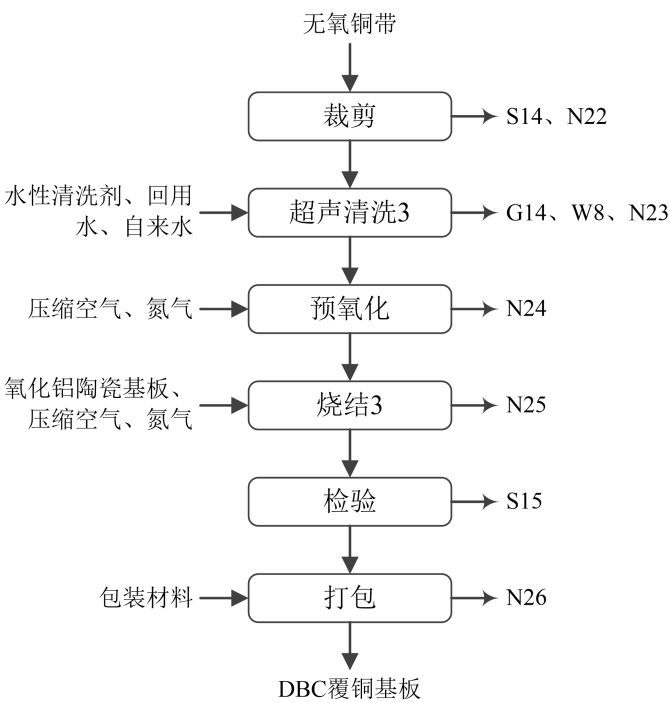 无氧铜带
裁剪
S14、N22
水性清洗剂、回用
水、自来水
超声清洗3
G14、W8、N23
压缩空气、氮气
预氧化
N24
氧化铝陶瓷基板、
压缩空气、氮气
烧结3
N25
检验
S15
包装材料
打包
N26
DBC覆铜基板